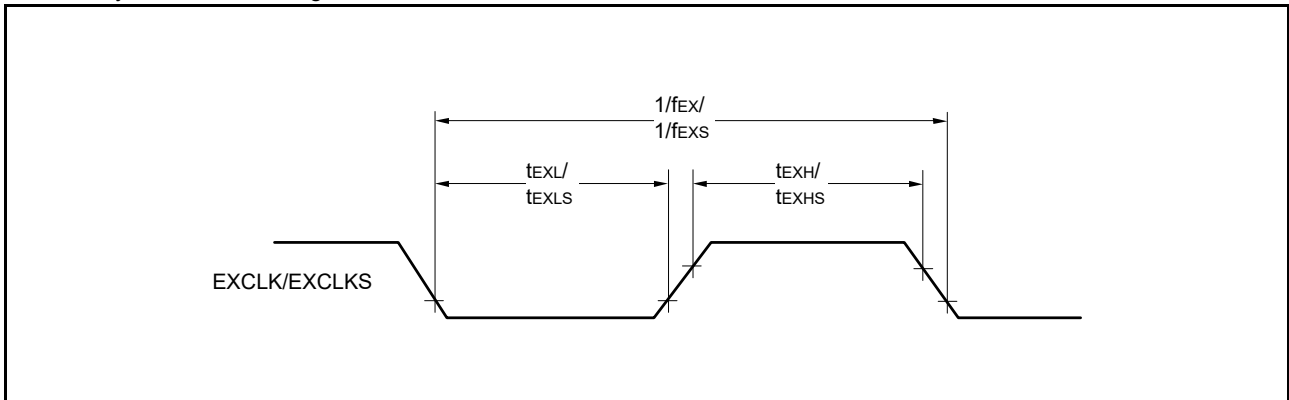 1/fEX/
1/fEXS
tEXL/
tEXLS
tEXH/
tEXHS
EXCLK/EXCLKS